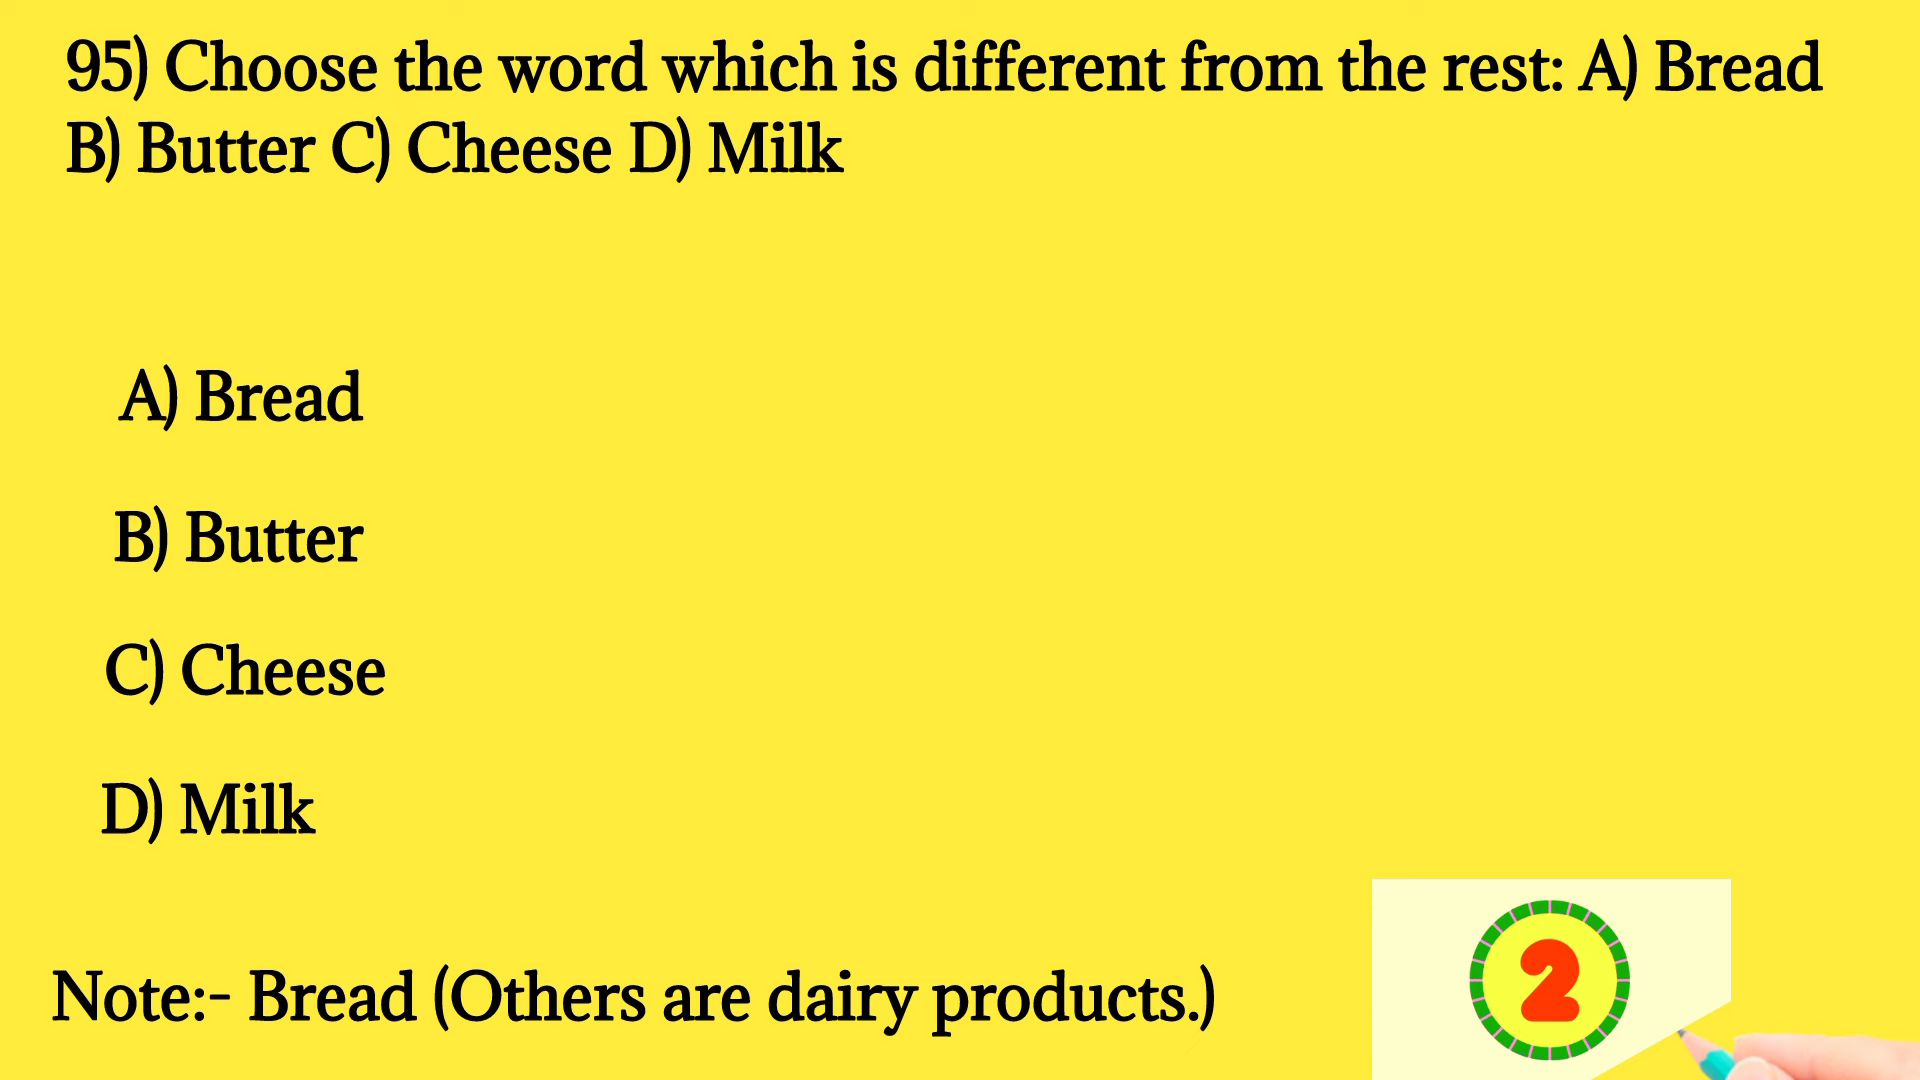 95) Choose the word which is different from the rest: A) Bread
B) Butter C) Cheese D) Milk
A) Bread
B) Butter
C) Cheese
D) Milk
Note:- Bread (Others are dairy products.)
2